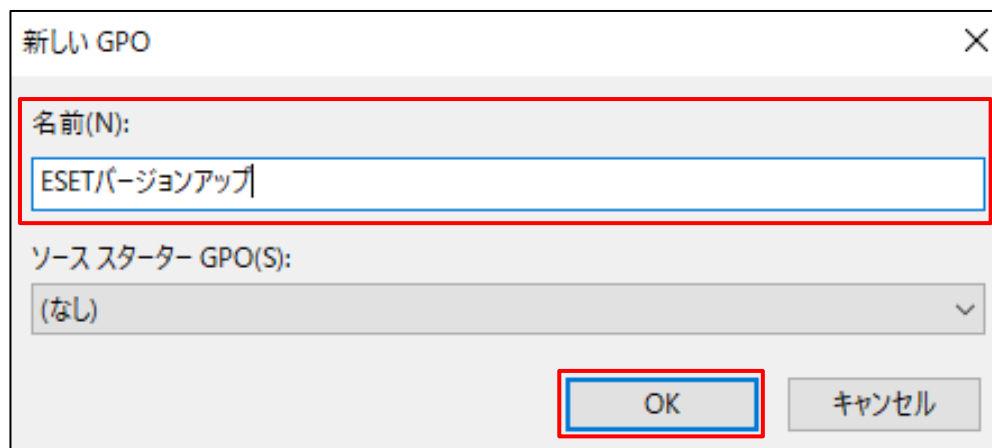 新しい GPO
名前(N):
ESETバージョンアップ
ソース スターター GPO(S):
(なし)
OK
キャンセル